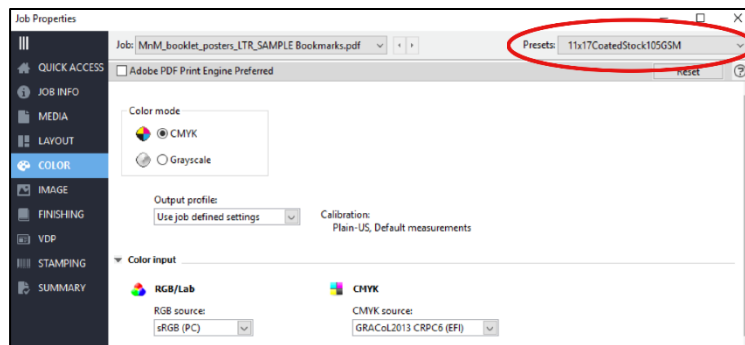 Job Properties
Job: MnM_booklet_posters_LTR_SAMPLE Bookmarks.pdf
Presets: 11x17CoatedStock105GSM
QUICK ACCESS
Adobe PDF Print Engine Preferred
Reset
JOB INFO
MEDIA
LAYOUT
COLOR
IMAGE
FINISHING
VDP
STAMPING
SUMMARY
Color mode
CMYK
Grayscale
Output profile:
Use job defined settings
Calibration:
Plain-US, Default measurements
Color input
RGB/Lab
CMYK
RGB source:
CMYK source:
sRGB (PC)
GRACoL2013 CRPC6 (EFI)